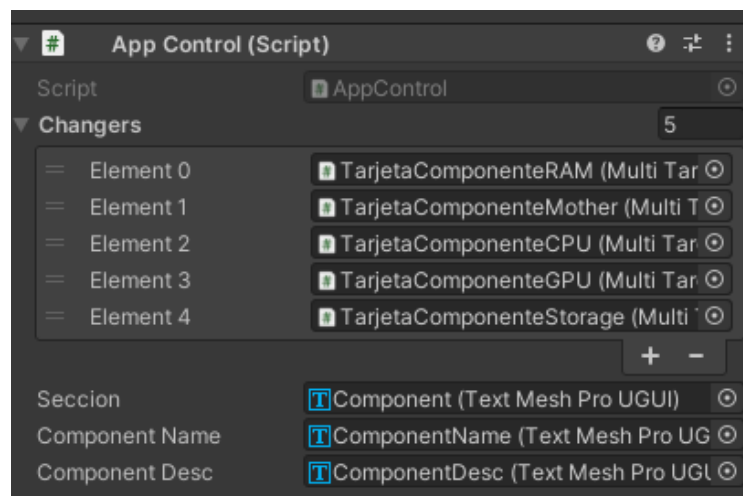 App Control (Script)
Script AppControl
Changers 5
Element 0 TarjetaComponenteRAM (Multi Tar
Element 1 TarjetaComponenteMother (Multi T
Element 2 TarjetaComponenteCPU (Multi Tar
Element 3 TarjetaComponenteGPU (Multi Tar
Element 4 TarjetaComponenteStorage (Multi
+ -
Seccion Component (Text Mesh Pro UGUI)
Component Name ComponentName (Text Mesh Pro UG
Component Desc ComponentDesc (Text Mesh Pro UGU